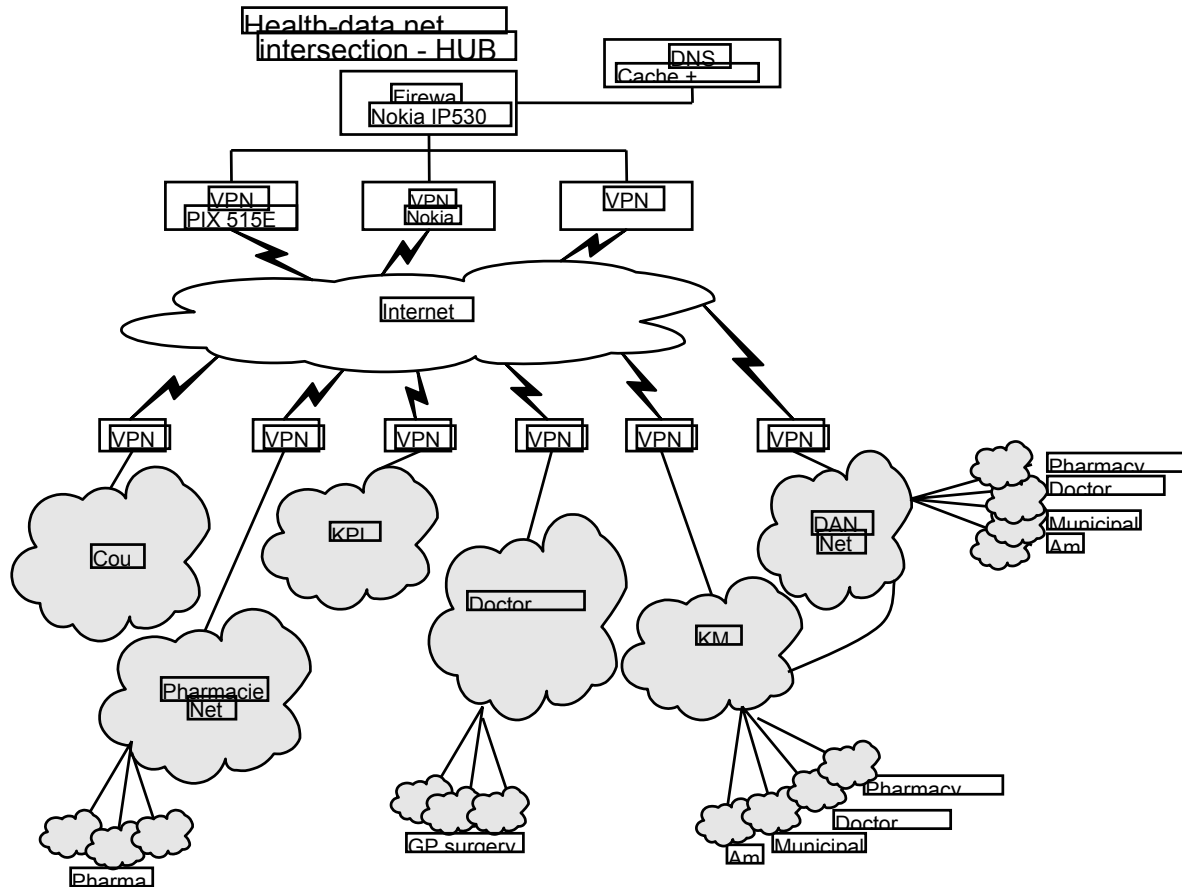 Health-data net
intersection - HUB
DNS
Cache +
Firewa
Nokia IP530
VPN
PIX 515E
VPN
Nokia
VPN
Internet
VPN
VPN
VPN
VPN
VPN
VPN
Pharmacy
Doctor
Municipal
Am
DAN
Net
KPI
Cou
Doctor
KM
Pharmacie
Net
Pharmacy
Doctor
GP surgery
Municipal
Am
Pharma